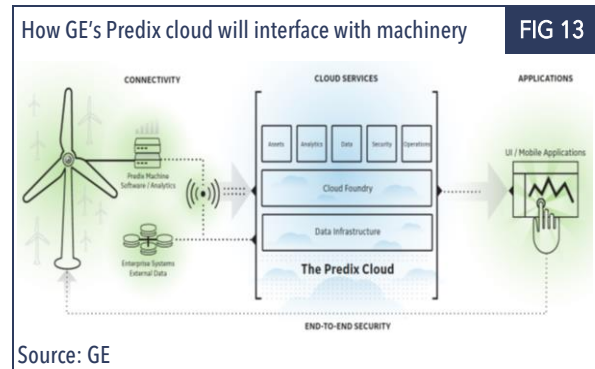 How GE's Predix cloud will interface with machinery
FIG 13
CONNECTIVITY
CLOUD SERVICES
APPLICATIONS
Assets
Analytics
Data
Security
Operations
Predix Machine
Software / Analytics
UI / Mobile Applications
Cloud Foundry
Enterprise Systems
External Data
Data Infrastructure
The Predix Cloud
END-TO-END SECURITY
Source: GE